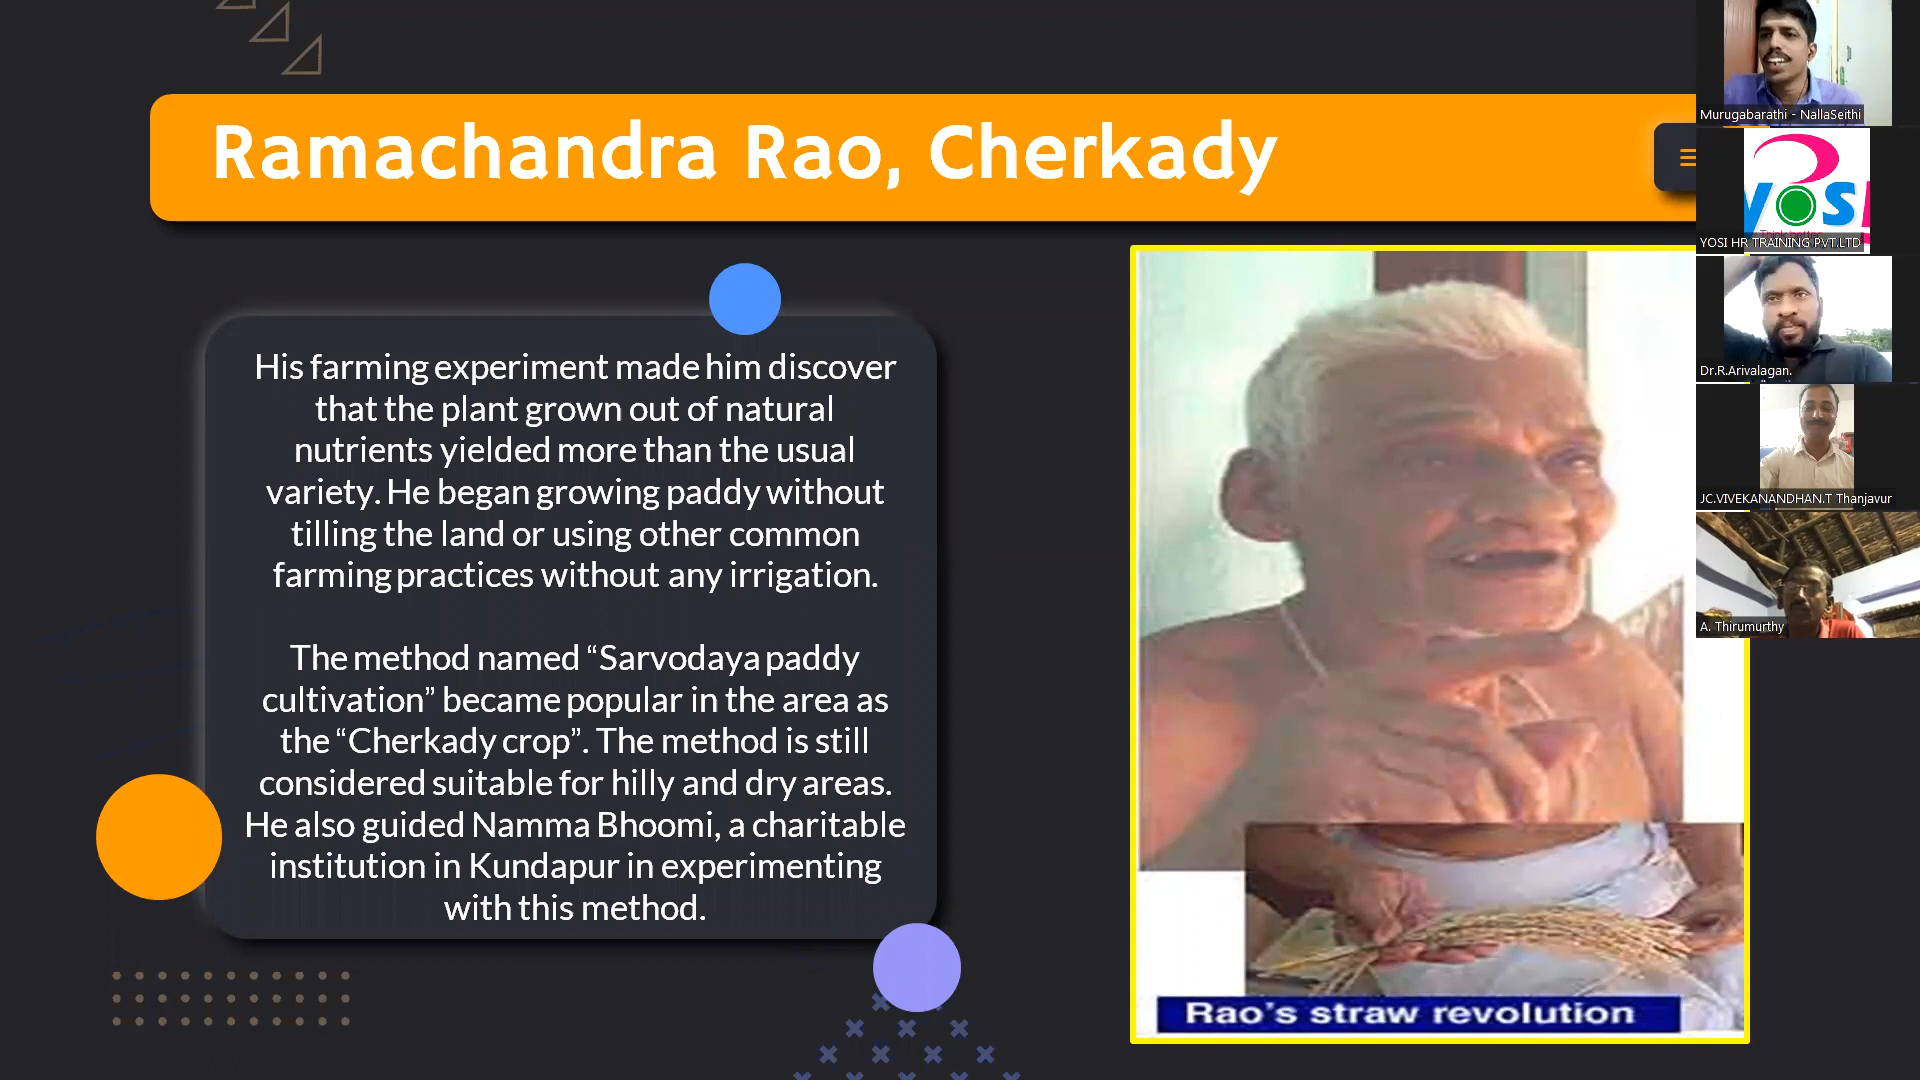 Ramachandra Rao, Cherkady
His farming experiment made him discover
that the plant grown out of natural
nutrients yielded more than the usual
variety. He began growing paddy without
tilling the land or using other common
farming practices without any irrigation.
The method named “Sarvodaya paddy
cultivation” became popular in the area as
the “Cherkady crop”. The method is still
considered suitable for hilly and dry areas.
He also guided Namma Bhoomi, a charitable
institution in Kundapur in experimenting
with this method.
Rao's straw revolution
Murugabarathi - NallaSeithi
YOSI
Think better
YOSI HR TRAINING PVT.LTD
Dr.R.Arivalagan.
JC.VIVEKANANDHAN.T Thanjavur
A. Thirumurthy